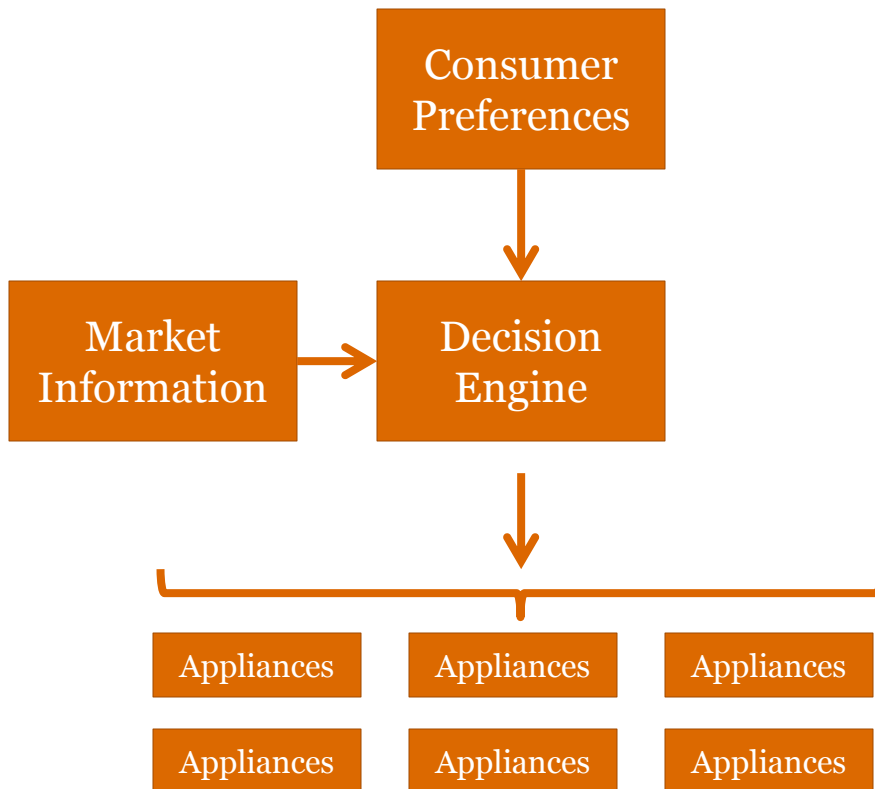 Consumer
Preferences
Market
Information
Decision
Engine
Appliances
Appliances
Appliances
Appliances
Appliances
Appliances